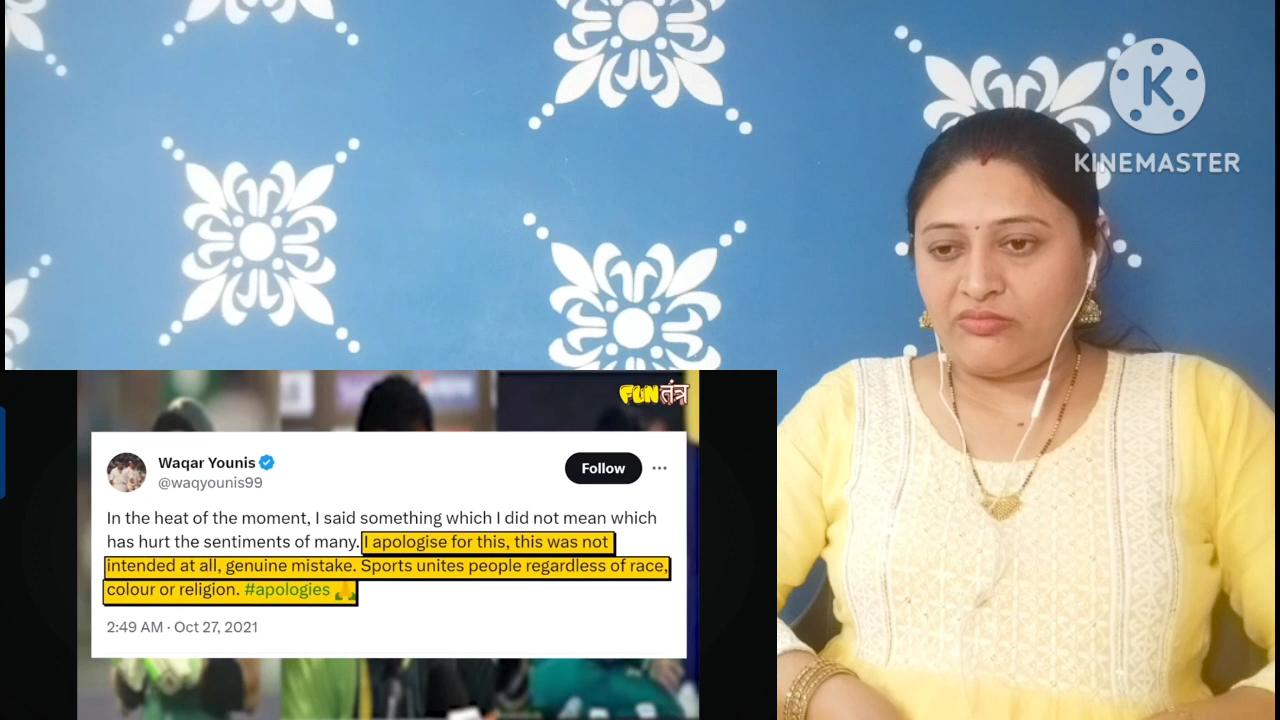 K
KINEMASTER
FUNतंत्र
Waqar Younis
@waqyounis99
Follow
In the heat of the moment, I said something which I did not mean which
has hurt the sentiments of many. I apologise for this, this was not
intended at all, genuine mistake. Sports unites people regardless of race,
colour or religion. #apologies 🙏
2:49 AM · Oct 27, 2021